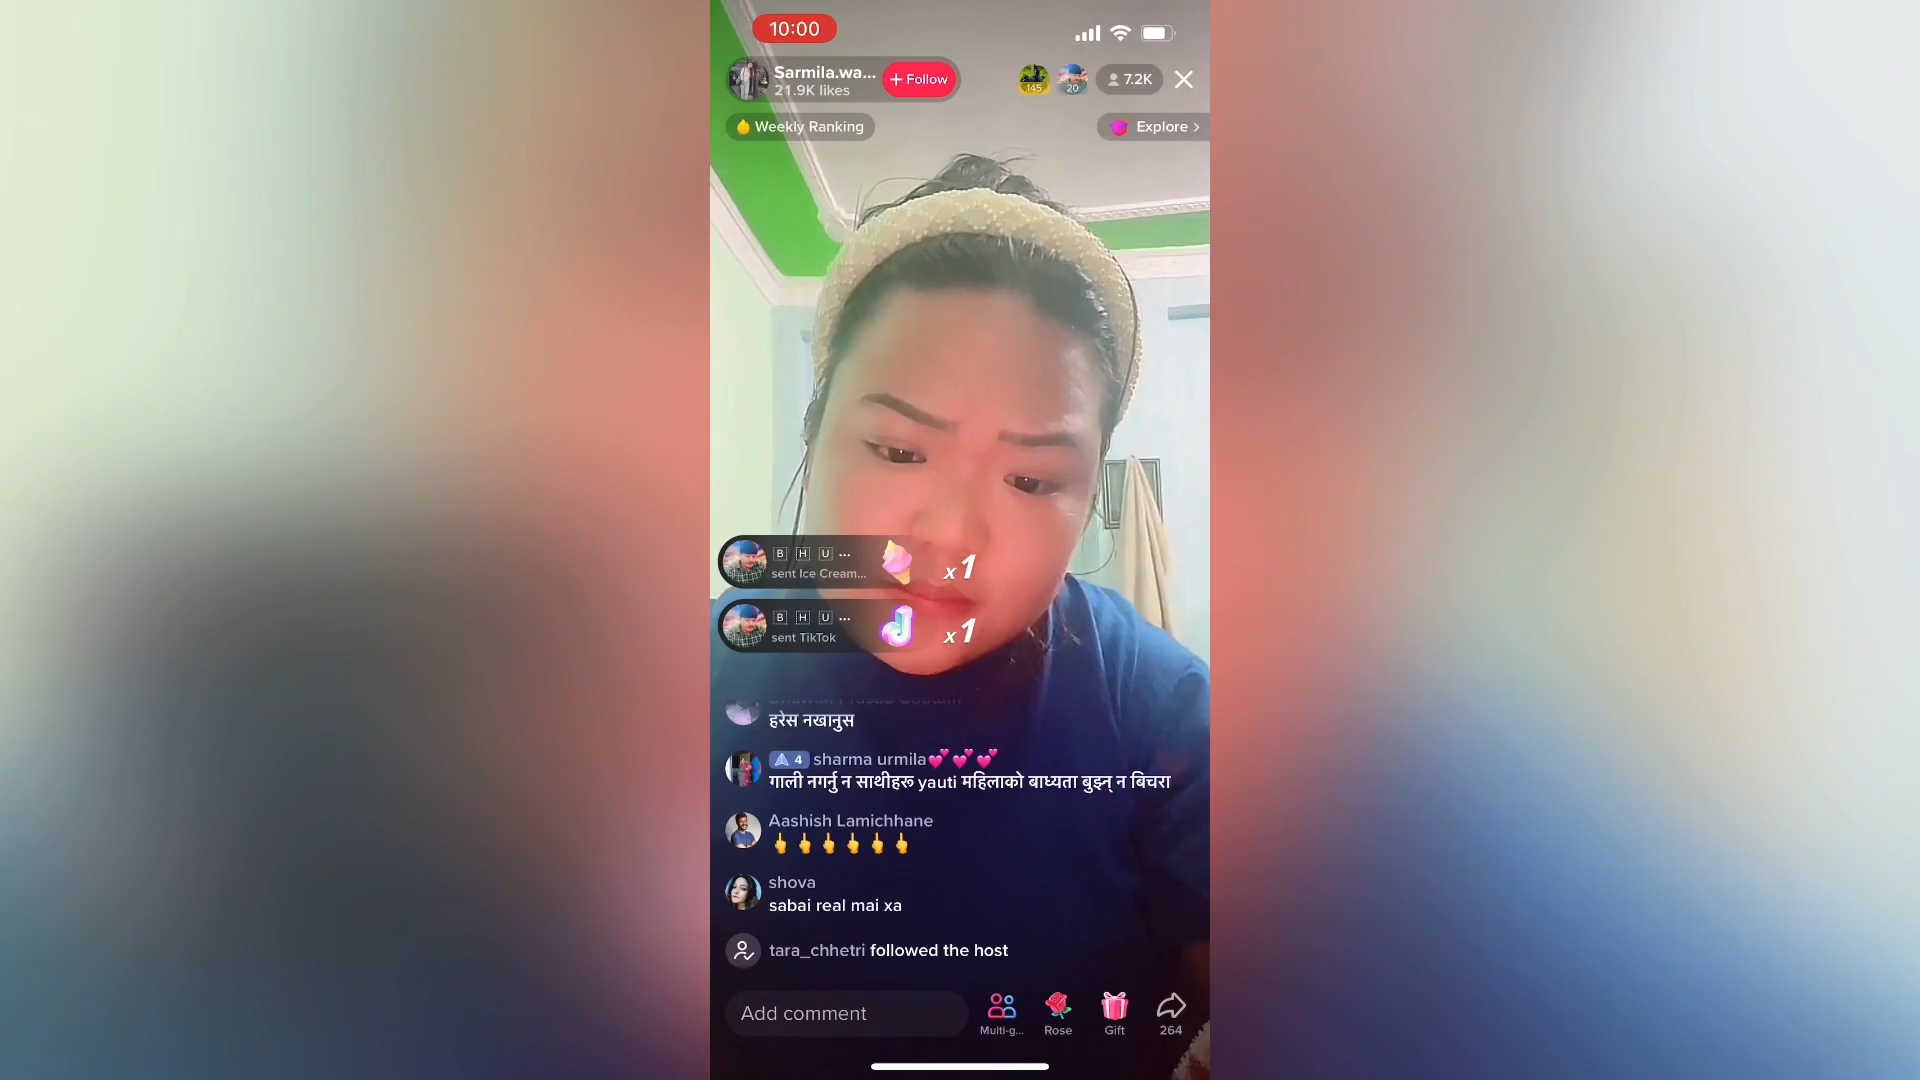 10:00
Sarmila.wa...
21.9K likes
+ Follow
145
20
7.2K
Weekly Ranking
Explore >
B H U ...
sent Ice Cream...
x1
B H U ...
sent TikTok
x1
हरेस नखानुस
4 sharma urmila💕💕💕
गाली नगर्नु न साथीहरू yauti महिलाको बाध्यता बुझ्न् न बिचरा
Aashish Lamichhane
👆👆👆👆👆👆
shova
sabai real mai xa
tara_chhetri followed the host
Add comment
Multi-g...
Rose
Gift
264